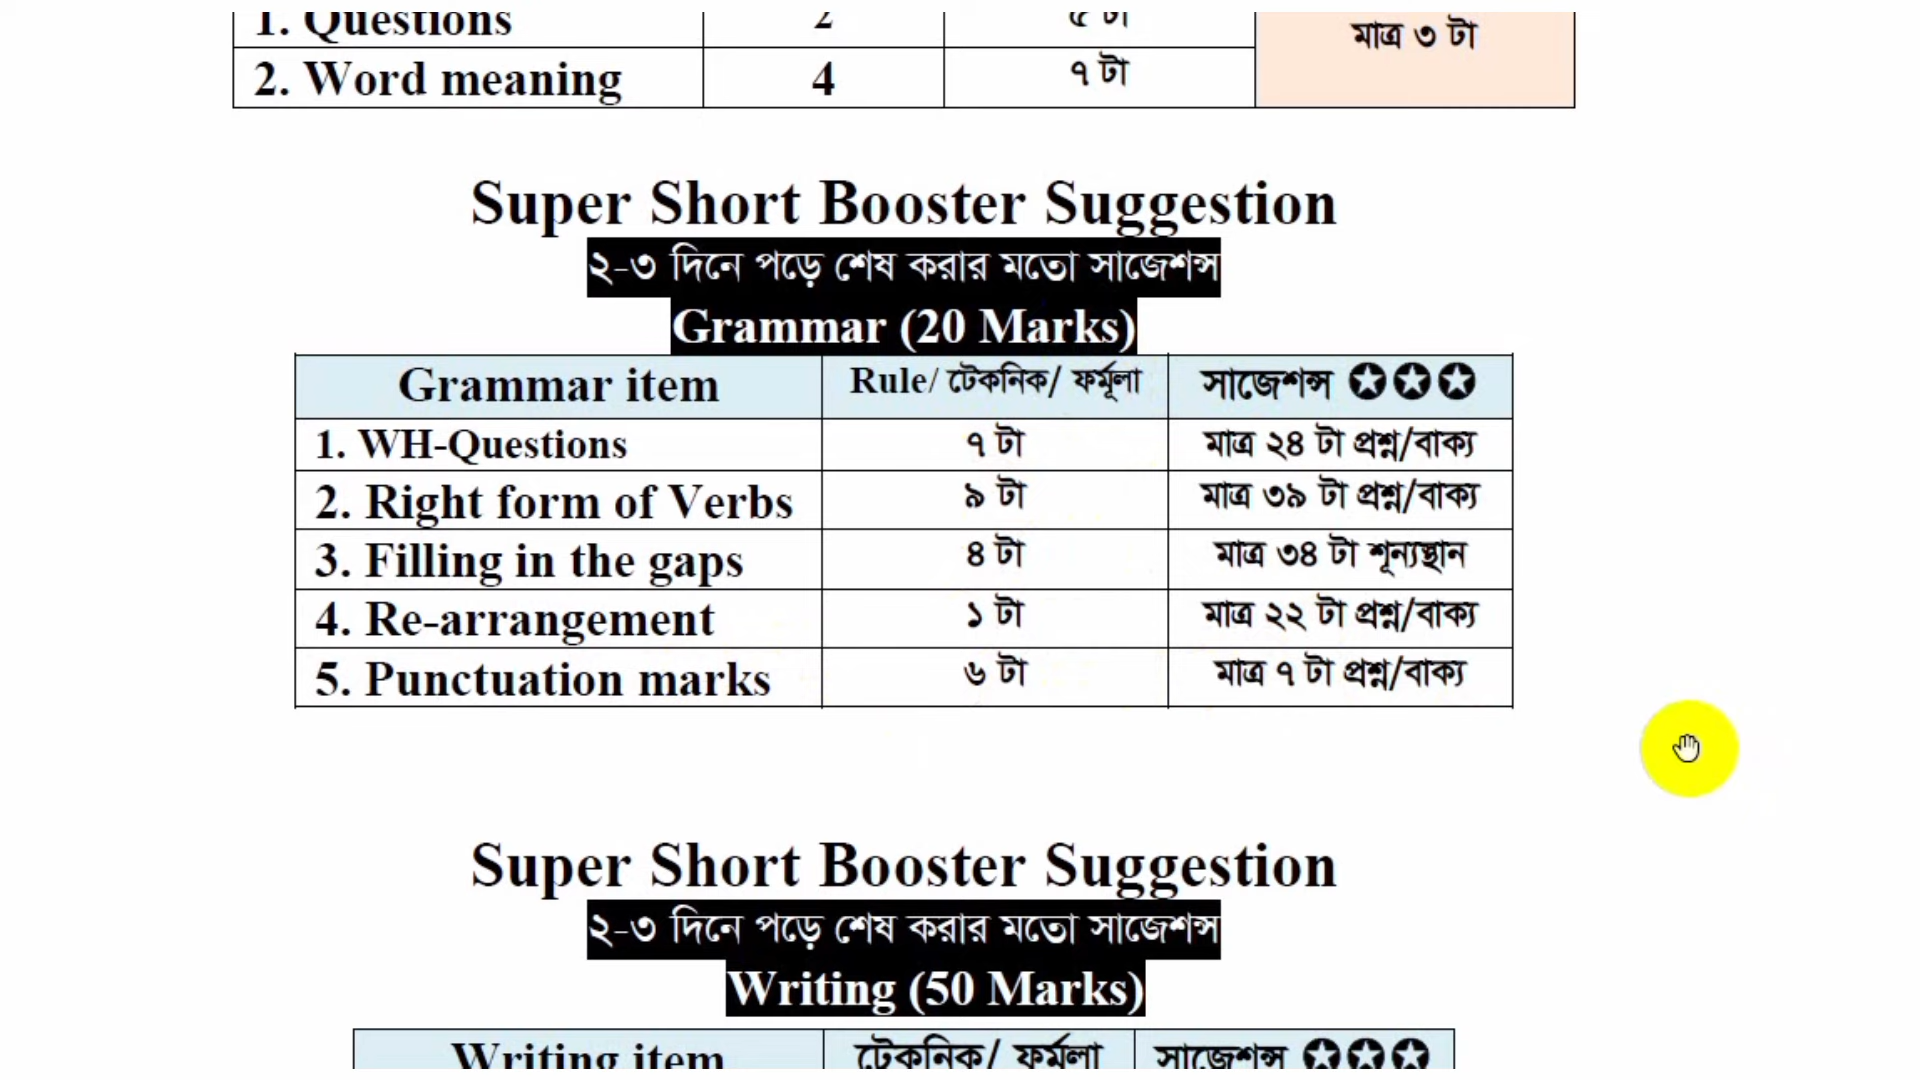 1. Questions 2 ৫ টা মাত্র ৩ টা
2. Word meaning 4 ৭ টা
Super Short Booster Suggestion
২-৩ দিনে পড়ে শেষ করার মতো সাজেশন্স
Grammar (20 Marks)
Grammar item Rule/ টেকনিক/ ফর্মূলা সাজেশন্স ✪✪✪
1. WH-Questions ৭ টা মাত্র ২৪ টা প্রশ্ন/বাক্য
2. Right form of Verbs ৯ টা মাত্র ৩৯ টা প্রশ্ন/বাক্য
3. Filling in the gaps ৪ টা মাত্র ৩৪ টা শূন্যস্থান
4. Re-arrangement ১ টা মাত্র ২২ টা প্রশ্ন/বাক্য
5. Punctuation marks ৬ টা মাত্র ৭ টা প্রশ্ন/বাক্য
Super Short Booster Suggestion
২-৩ দিনে পড়ে শেষ করার মতো সাজেশন্স
Writing (50 Marks)
Writing item টেকনিক/ ফর্মূলা সাজেশন্স ✪✪✪